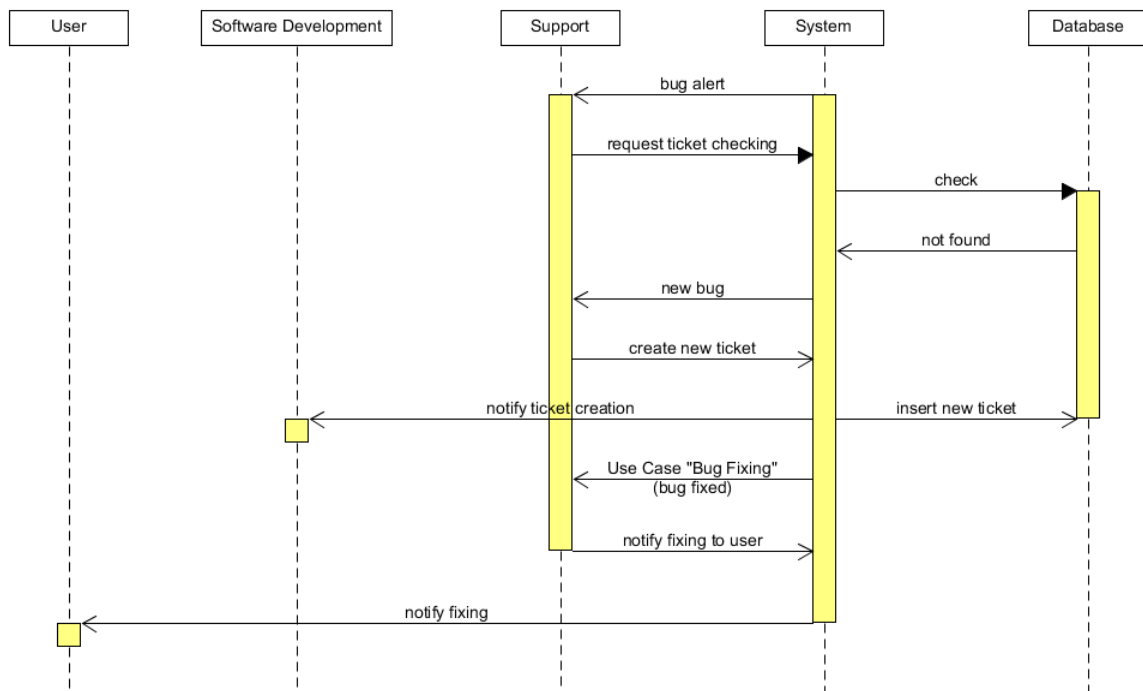 User
Software Development
Support
System
Database
bug alert
request ticket checking
check
not found
new bug
create new ticket
notify ticket creation
insert new ticket
Use Case "Bug Fixing"
(bug fixed)
notify fixing to user
notify fixing